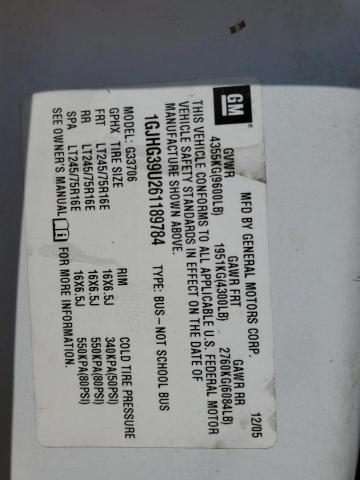 GM
MFD BY GENERAL MOTORS CORP. 12/05
GVWR GAWR FRT GAWR RR
4355KG(9600LB) 1951KG(4300LB) 2760KG(6084LB)
THIS VEHICLE CONFORMS TO ALL APPLICABLE U.S. FEDERAL MOTOR
VEHICLE SAFETY STANDARDS IN EFFECT ON THE DATE OF
MANUFACTURE SHOWN ABOVE.
1GJHG39U261189784 TYPE: BUS–NOT SCHOOL BUS
MODEL: G33706
GPHX TIRE SIZE RIM COLD TIRE PRESSURE
FRT LT245/75R16E 16X6.5J 340KPA(50PSI)
RR LT245/75R16E 16X6.5J 550KPA(80PSI)
SPA LT245/75R16E 16X6.5J 550KPA(80PSI)
SEE OWNER'S MANUAL FOR MORE INFORMATION.